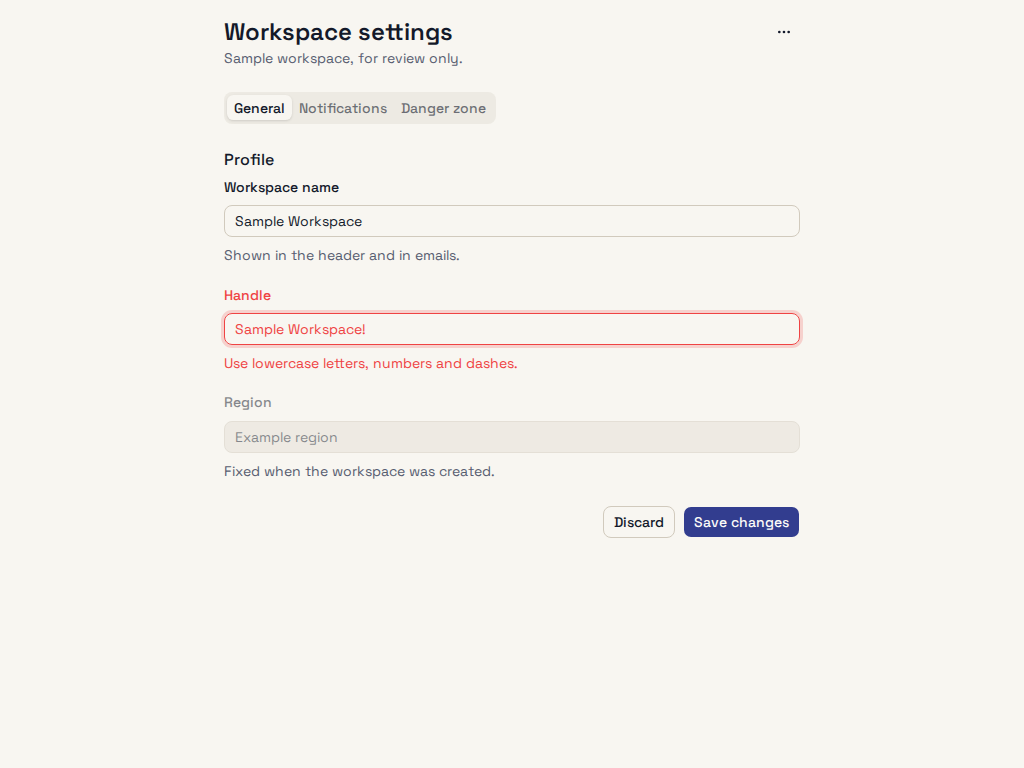 Workspace settings
Sample workspace, for review only.
General Notifications Danger zone
Profile
Workspace name
Sample Workspace
Shown in the header and in emails.
Handle
Sample Workspace!
Use lowercase letters, numbers and dashes.
Region
Example region
Fixed when the workspace was created.
Discard Save changes